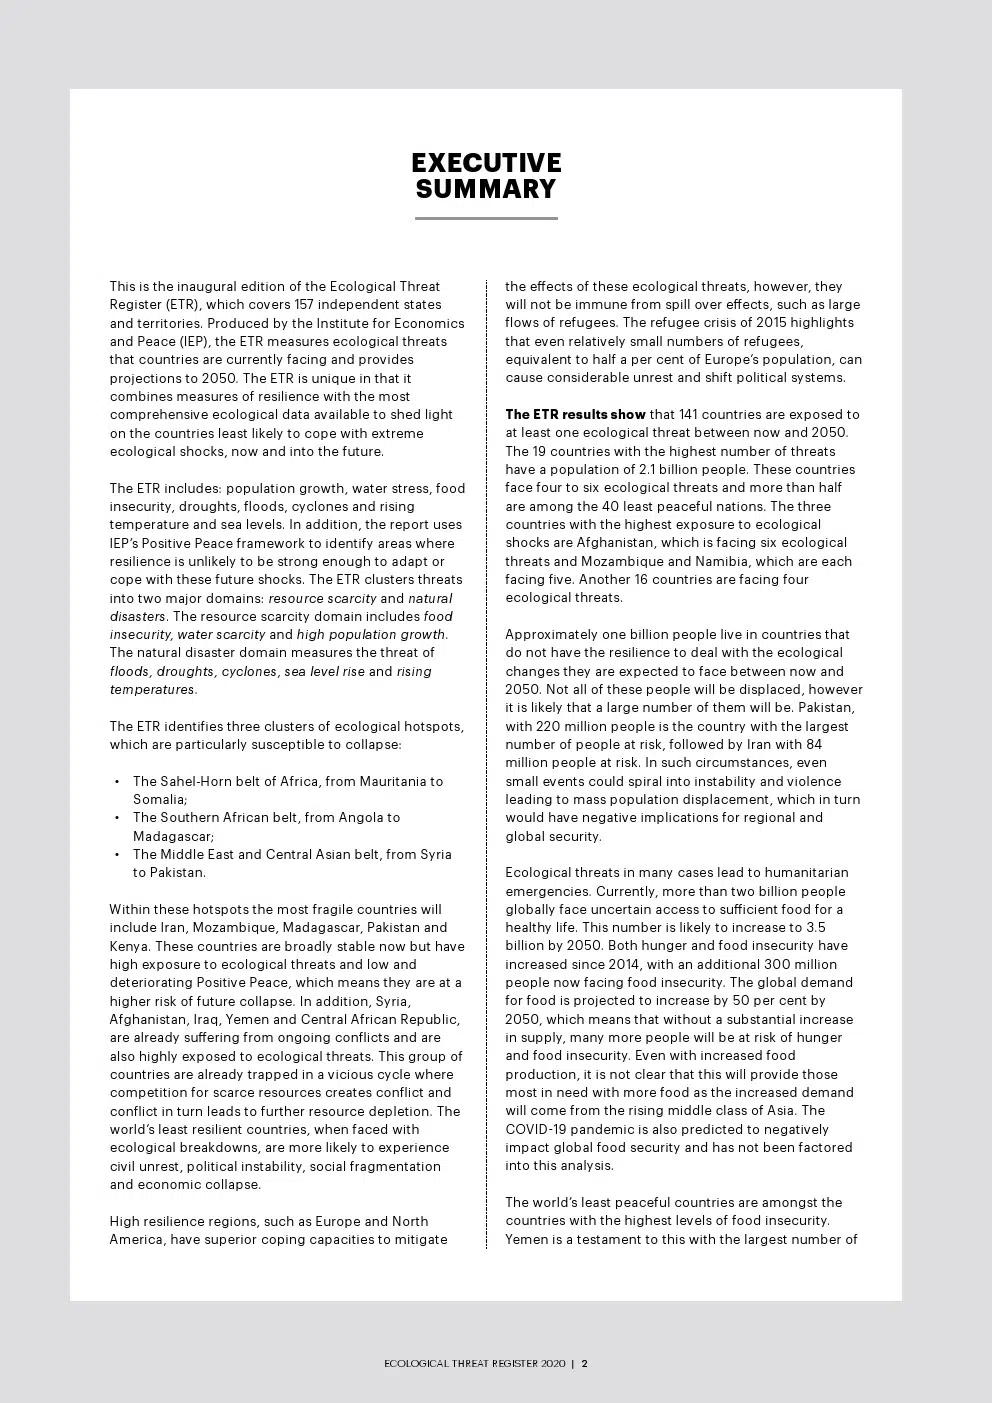 EXECUTIVE
SUMMARY
This is the inaugural edition of the Ecological Threat
Register (ETR), which covers 157 independent states
and territories. Produced by the Institute for Economics
and Peace (IEP), the ETR measures ecological threats
that countries are currently facing and provides
projections to 2050. The ETR is unique in that it
combines measures of resilience with the most
comprehensive ecological data available to shed light
on the countries least likely to cope with extreme
ecological shocks, now and into the future.
The ETR includes: population growth, water stress, food
insecurity, droughts, floods, cyclones and rising
temperature and sea levels. In addition, the report uses
IEP’s Positive Peace framework to identify areas where
resilience is unlikely to be strong enough to adapt or
cope with these future shocks. The ETR clusters threats
into two major domains: resource scarcity and natural
disasters. The resource scarcity domain includes food
insecurity, water scarcity and high population growth.
The natural disaster domain measures the threat of
floods, droughts, cyclones, sea level rise and rising
temperatures.
The ETR identifies three clusters of ecological hotspots,
which are particularly susceptible to collapse:
• The Sahel-Horn belt of Africa, from Mauritania to
Somalia;
• The Southern African belt, from Angola to
Madagascar;
• The Middle East and Central Asian belt, from Syria
to Pakistan.
Within these hotspots the most fragile countries will
include Iran, Mozambique, Madagascar, Pakistan and
Kenya. These countries are broadly stable now but have
high exposure to ecological threats and low and
deteriorating Positive Peace, which means they are at a
higher risk of future collapse. In addition, Syria,
Afghanistan, Iraq, Yemen and Central African Republic,
are already suffering from ongoing conflicts and are
also highly exposed to ecological threats. This group of
countries are already trapped in a vicious cycle where
competition for scarce resources creates conflict and
conflict in turn leads to further resource depletion. The
world’s least resilient countries, when faced with
ecological breakdowns, are more likely to experience
civil unrest, political instability, social fragmentation
and economic collapse.
High resilience regions, such as Europe and North
America, have superior coping capacities to mitigate
the effects of these ecological threats, however, they
will not be immune from spill over effects, such as large
flows of refugees. The refugee crisis of 2015 highlights
that even relatively small numbers of refugees,
equivalent to half a per cent of Europe’s population, can
cause considerable unrest and shift political systems.
The ETR results show that 141 countries are exposed to
at least one ecological threat between now and 2050.
The 19 countries with the highest number of threats
have a population of 2.1 billion people. These countries
face four to six ecological threats and more than half
are among the 40 least peaceful nations. The three
countries with the highest exposure to ecological
shocks are Afghanistan, which is facing six ecological
threats and Mozambique and Namibia, which are each
facing five. Another 16 countries are facing four
ecological threats.
Approximately one billion people live in countries that
do not have the resilience to deal with the ecological
changes they are expected to face between now and
2050. Not all of these people will be displaced, however
it is likely that a large number of them will be. Pakistan,
with 220 million people is the country with the largest
number of people at risk, followed by Iran with 84
million people at risk. In such circumstances, even
small events could spiral into instability and violence
leading to mass population displacement, which in turn
would have negative implications for regional and
global security.
Ecological threats in many cases lead to humanitarian
emergencies. Currently, more than two billion people
globally face uncertain access to sufficient food for a
healthy life. This number is likely to increase to 3.5
billion by 2050. Both hunger and food insecurity have
increased since 2014, with an additional 300 million
people now facing food insecurity. The global demand
for food is projected to increase by 50 per cent by
2050, which means that without a substantial increase
in supply, many more people will be at risk of hunger
and food insecurity. Even with increased food
production, it is not clear that this will provide those
most in need with more food as the increased demand
will come from the rising middle class of Asia. The
COVID-19 pandemic is also predicted to negatively
impact global food security and has not been factored
into this analysis.
The world’s least peaceful countries are amongst the
countries with the highest levels of food insecurity.
Yemen is a testament to this with the largest number of
ECOLOGICAL THREAT REGISTER 2020 | 2